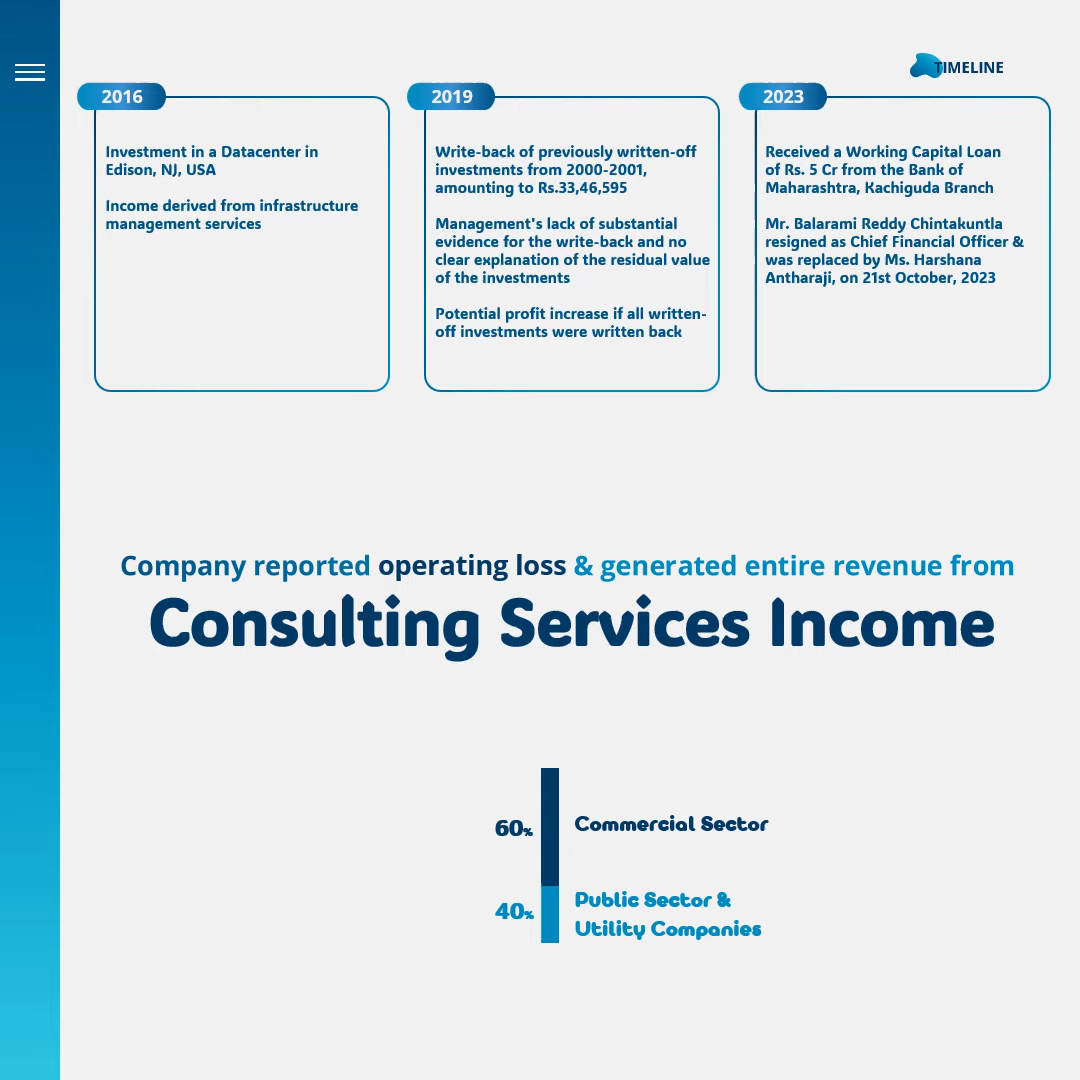 TIMELINE
2016
Investment in a Datacenter in
Edison, NJ, USA
Income derived from infrastructure
management services
2019
Write-back of previously written-off
investments from 2000-2001,
amounting to Rs.33,46,595
Management's lack of substantial
evidence for the write-back and no
clear explanation of the residual value
of the investments
Potential profit increase if all written-
off investments were written back
2023
Received a Working Capital Loan
of Rs. 5 Cr from the Bank of
Maharashtra, Kachiguda Branch
Mr. Balarami Reddy Chintakuntla
resigned as Chief Financial Officer &
was replaced by Ms. Harshana
Antharaji, on 21st October, 2023
Company reported operating loss & generated entire revenue from
Consulting Services Income
60% Commercial Sector
40% Public Sector &
Utility Companies